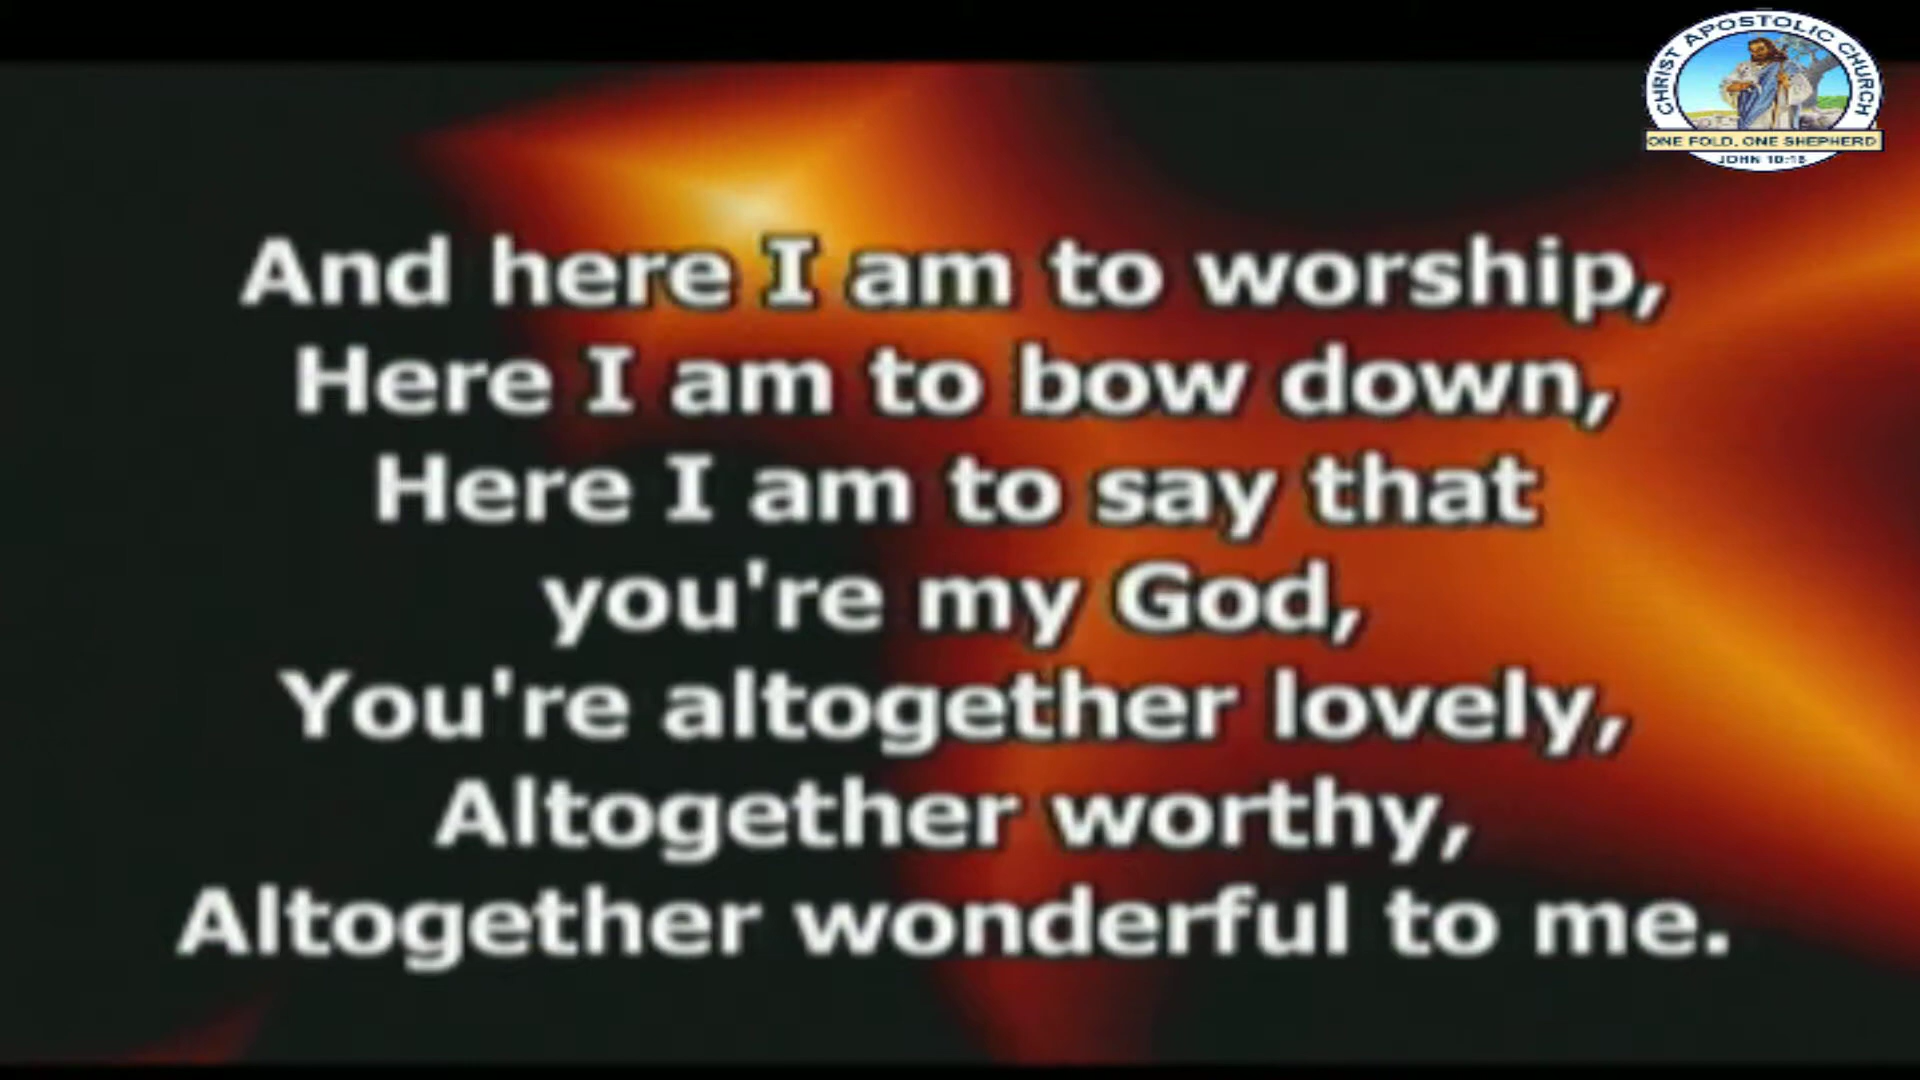 CHRIST APOSTOLIC CHURCH
ONE FOLD, ONE SHEPHERD
JOHN 10:16
And here I am to worship,
Here I am to bow down,
Here I am to say that
you're my God,
You're altogether lovely,
Altogether worthy,
Altogether wonderful to me.